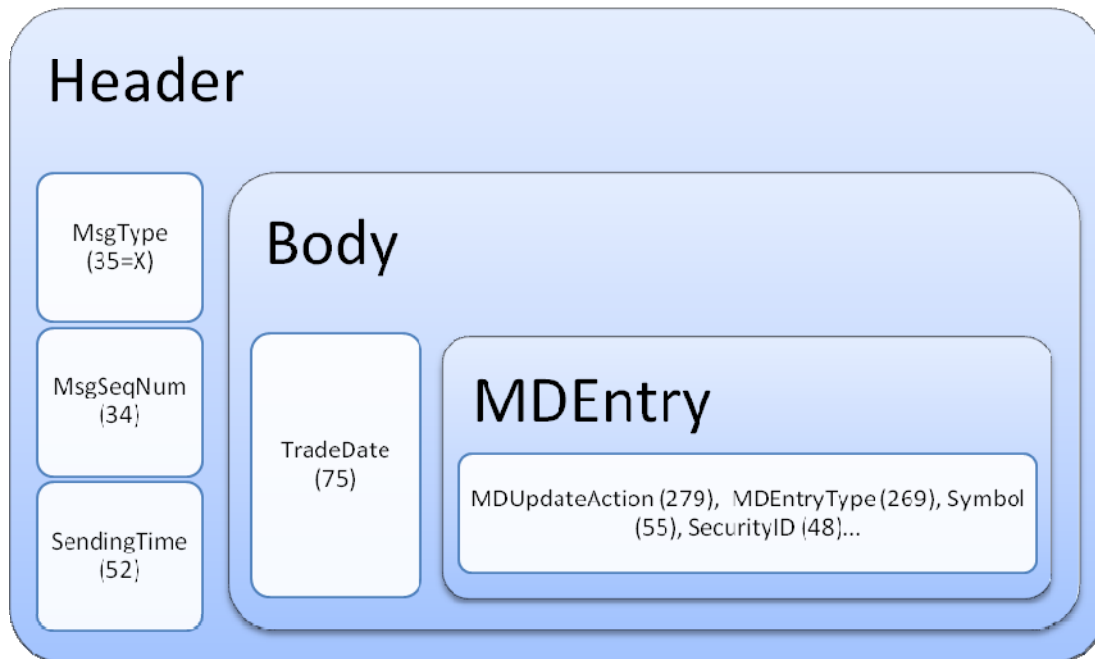 Header
MsgType
(35=X)
MsgSeqNum
(34)
SendingTime
(52)
Body
TradeDate
(75)
MDEntry
MDUpdateAction (279), MDEntryType (269), Symbol
(55), SecurityID (48)...